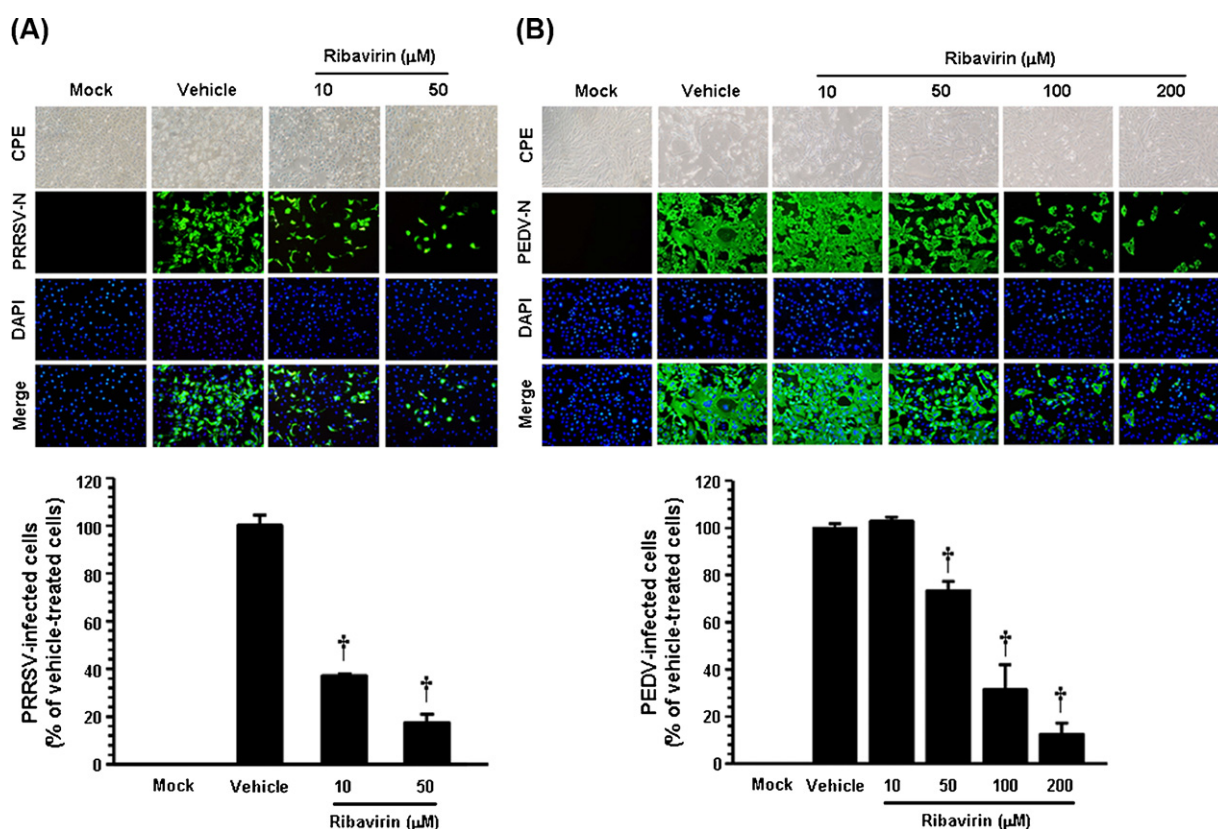 (A)
Ribavirin (µM)
Mock Vehicle 10 50
CPE
PRRSV-N
DAPI
Merge
PRRSV-infected cells
(% of vehicle-treated cells)
120
100
80
60
40
20
0
† †
Mock Vehicle 10 50
Ribavirin (µM)
(B)
Ribavirin (µM)
Mock Vehicle 10 50 100 200
CPE
PEDV-N
DAPI
Merge
PEDV-infected cells
(% of vehicle-treated cells)
120
100
80
60
40
20
0
† † †
Mock Vehicle 10 50 100 200
Ribavirin (µM)